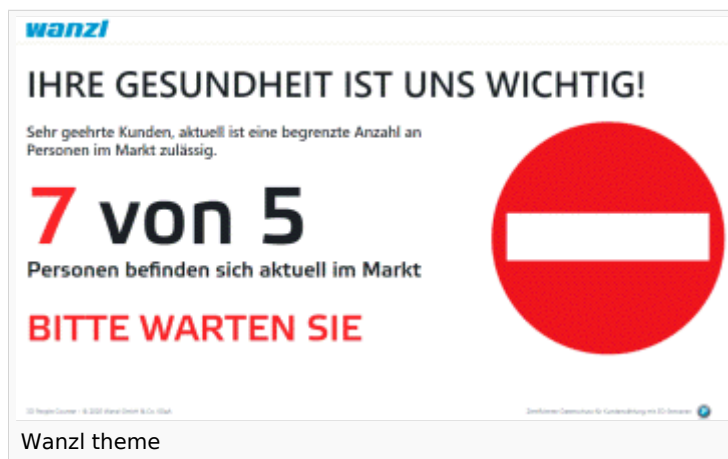 wanzl
IHRE GESUNDHEIT IST UNS WICHTIG!
Sehr geehrte Kunden, aktuell ist eine begrenzte Anzahl an
Personen im Markt zulässig.
7 von 5
Personen befinden sich aktuell im Markt
BITTE WARTEN SIE
Wanzl theme